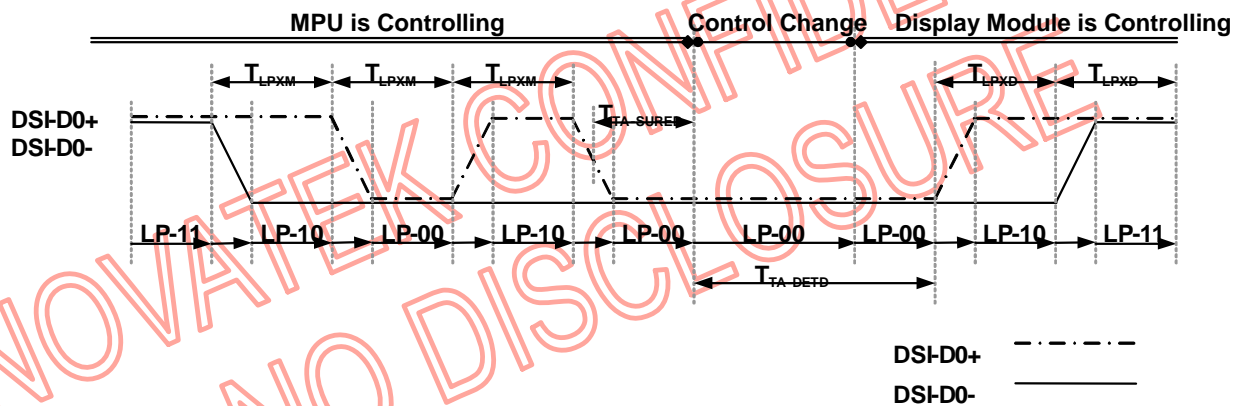 MPU is Controlling Control Change Display Module is Controlling
TLPXM TLPXM TLPXM TLPXD TLPXD
DSI-D0+
DSI-D0-
TTA-SURED
LP-11 LP-10 LP-00 LP-10 LP-00 LP-00 LP-00 LP-10 LP-11
TTA-DETD
DSI-D0+
DSI-D0-
NOVATEK CONFIDE
NO DISCLOSURE